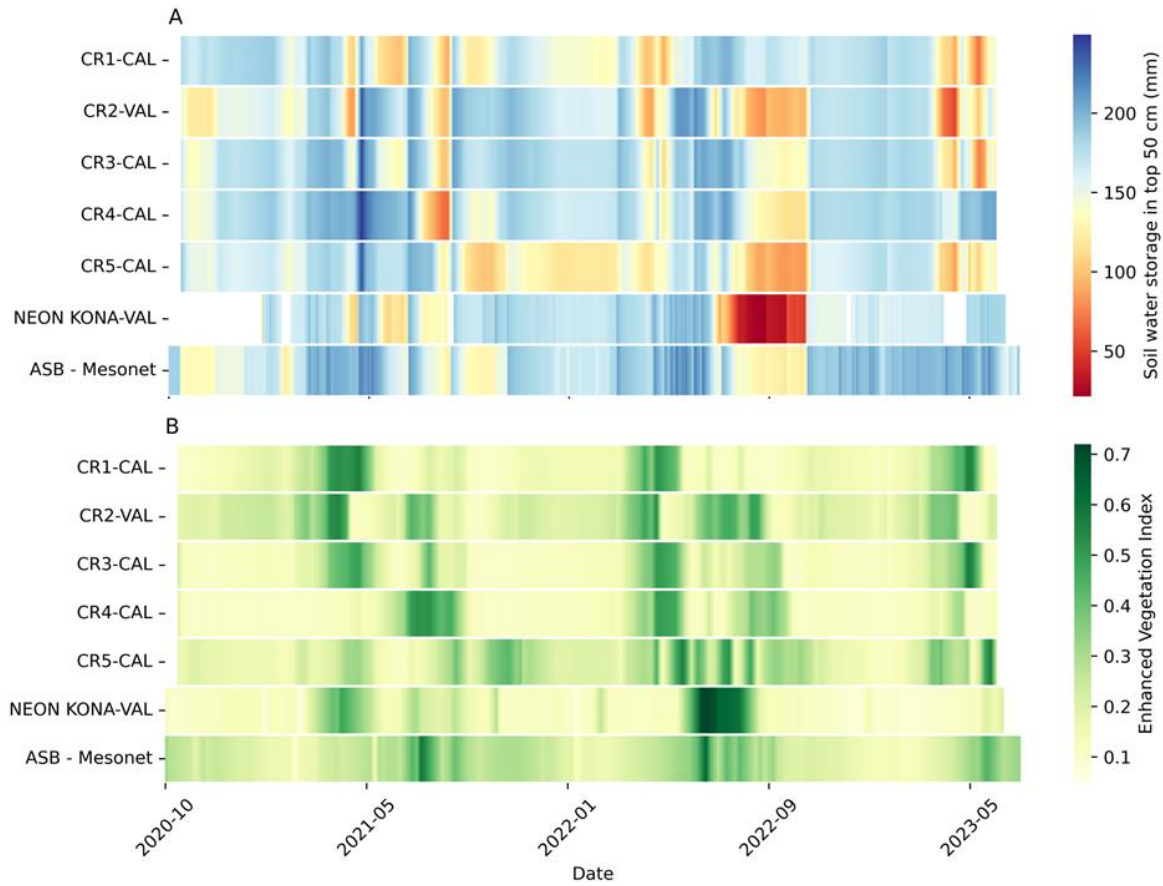 A
CR1-CAL
CR2-VAL
CR3-CAL
CR4-CAL
CR5-CAL
NEON KONA-VAL
ASB - Mesonet
200
150
100
50
Soil water storage in top 50 cm (mm)
B
CR1-CAL
CR2-VAL
CR3-CAL
CR4-CAL
CR5-CAL
NEON KONA-VAL
ASB - Mesonet
0.7
0.6
0.5
0.4
0.3
0.2
0.1
Enhanced Vegetation Index
2020-10
2021-05
2022-01
2022-09
2023-05
Date